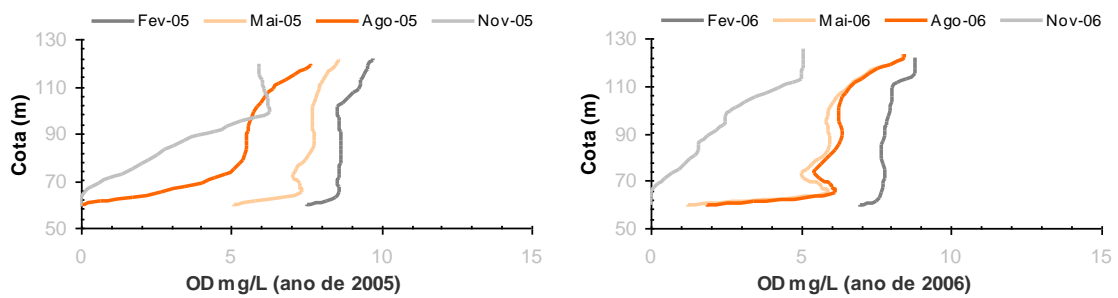 Fev-05 Mai-05 Ago-05 Nov-05
130
110
90
70
50
Cota (m)
0 5 10 15
OD mg/L (ano de 2005)
Fev-06 Mai-06 Ago-06 Nov-06
130
110
90
70
50
Cota (m)
0 5 10 15
OD mg/L (ano de 2006)